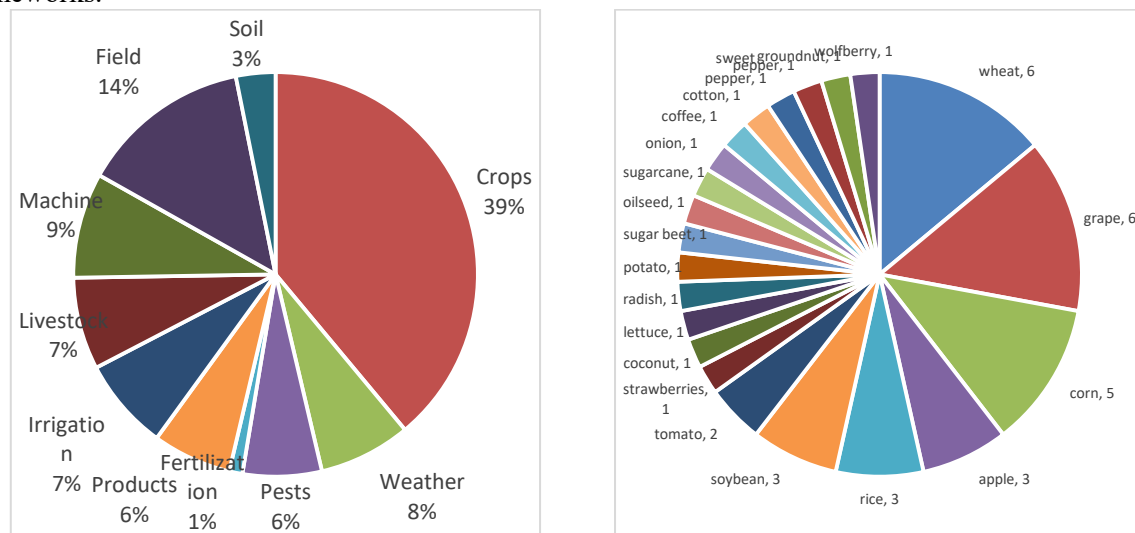 Soil
3%
Field
14%
Crops
39%
Machine
9%
Livestock
7%
Irrigatio
n
7%
Products
6%
Fertilizat
ion
1%
Pests
6%
Weather
8%
wheat, 6
grape, 6
corn, 5
apple, 3
rice, 3
soybean, 3
tomato, 2
strawberries,
1
coconut, 1
lettuce, 1
radish, 1
potato, 1
sugar beet, 1
oilseed, 1
sugarcane, 1
onion, 1
coffee, 1
cotton, 1
pepper, 1
sweet
pepper, 1
groundnut, 1
wolfberry, 1